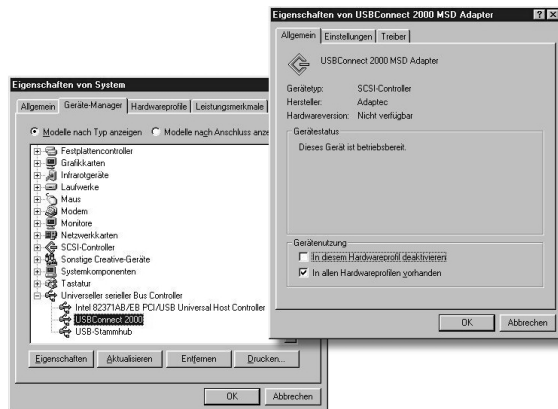 Eigenschaften von USBConnect 2000 MSD Adapter
Allgemein Einstellungen Treiber
USBConnect 2000 MSD Adapter
Gerätetyp: SCSI-Controller
Hersteller: Adaptec
Hardwareversion: Nicht verfügbar
Gerätestatus
Dieses Gerät ist betriebsbereit.
Gerätenutzung
In diesem Hardwareprofil deaktivieren
In allen Hardwareprofilen vorhanden
OK Abbrechen
Eigenschaften von System
Allgemein Geräte-Manager Hardwareprofile Leistungsmerkmale
Modelle nach Typ anzeigen Modelle nach Anschluss anze
Festplattencontroller
Grafikkarten
Infrarotgeräte
Laufwerke
Maus
Modem
Monitore
Netzwerkkarten
SCSI-Controller
Sonstige Creative-Geräte
Systemkomponenten
Tastatur
Universeller serieller Bus Controller
Intel 82371AB/EB PCI/USB Universal Host Controller
USBConnect 2000
USB-Stammhub
Eigenschaften Aktualisieren Entfernen Drucken...
OK Abbrechen